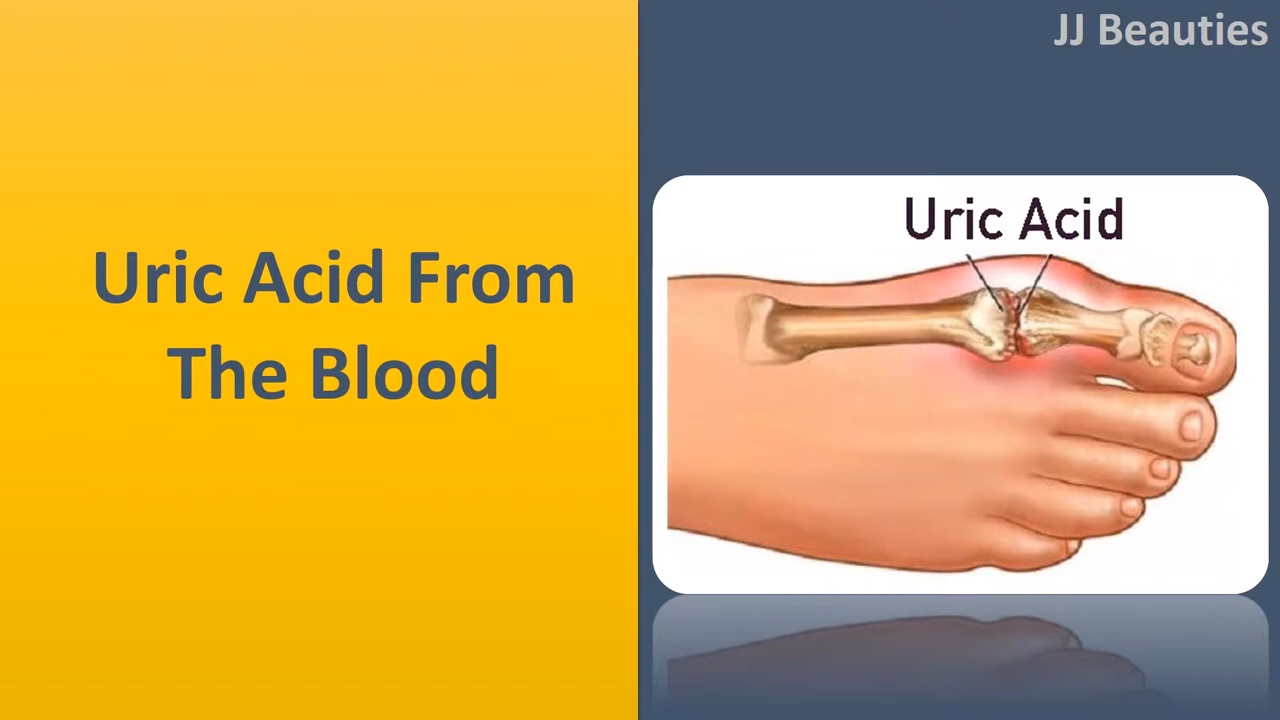 JJ Beauties
Uric Acid From
The Blood
Uric Acid